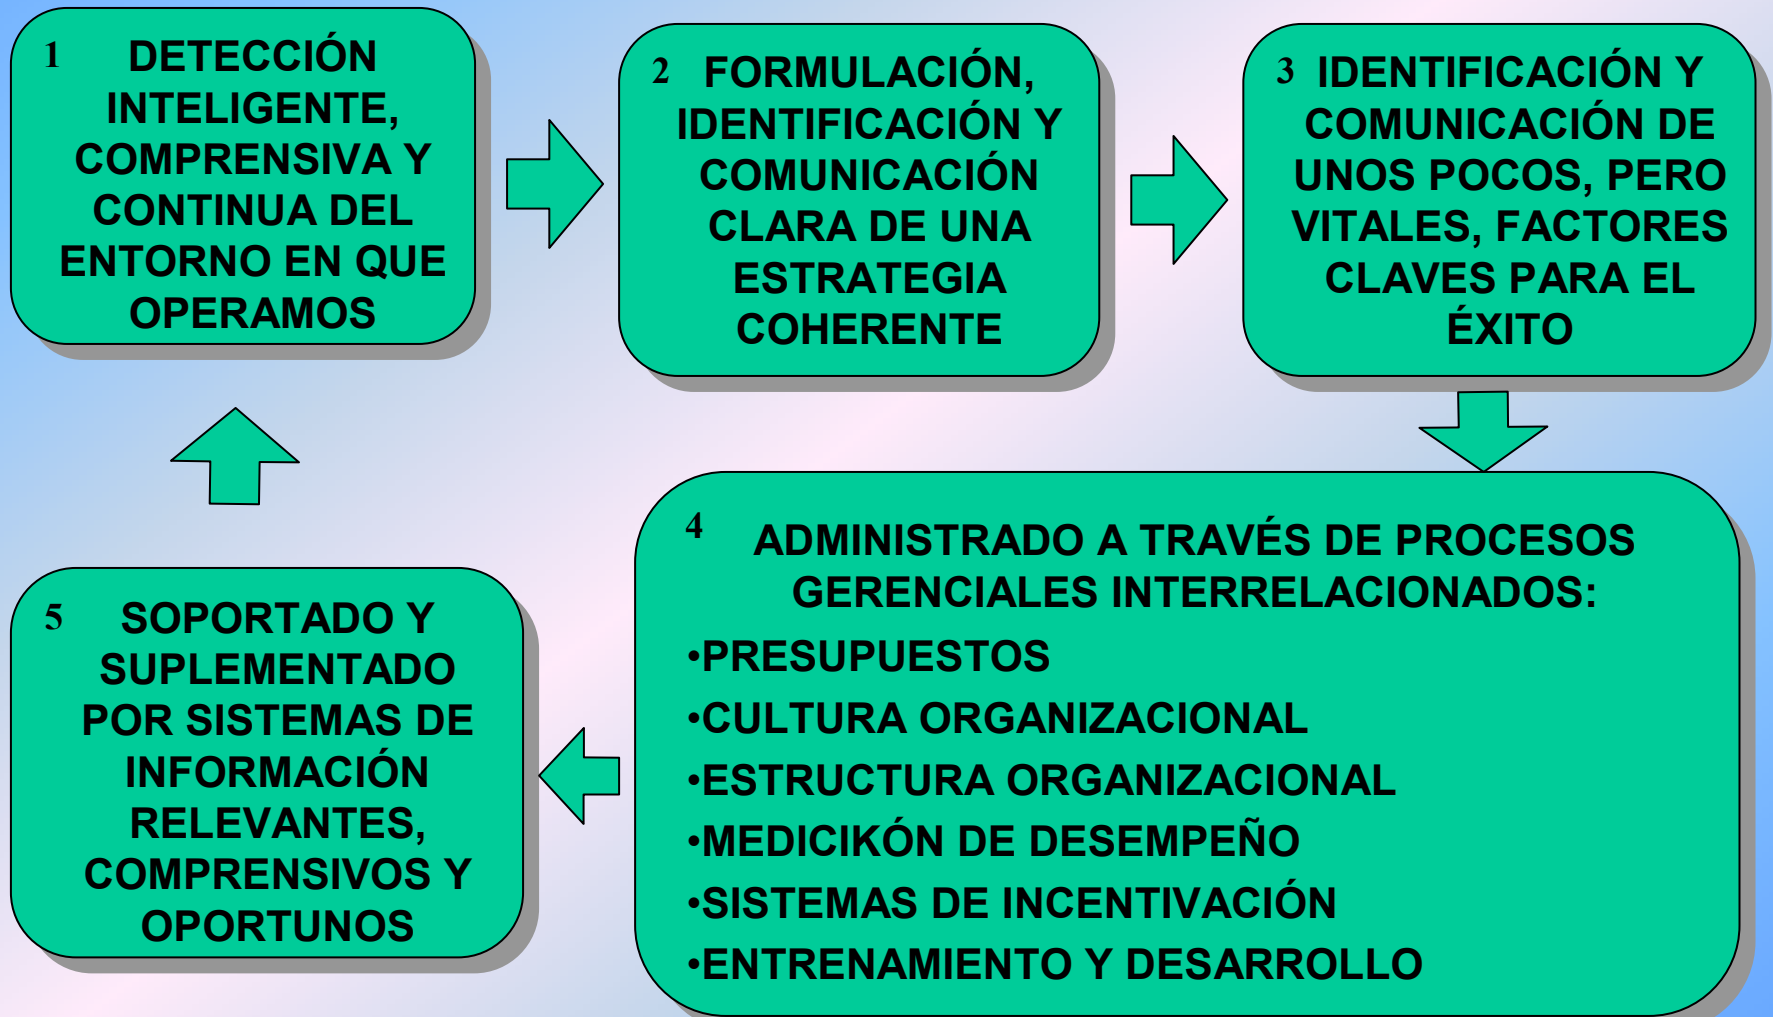 1 DETECCIÓN
INTELIGENTE,
COMPRENSIVA Y
CONTINUA DEL
ENTORNO EN QUE
OPERAMOS
2 FORMULACIÓN,
IDENTIFICACIÓN Y
COMUNICACIÓN
CLARA DE UNA
ESTRATEGIA
COHERENTE
3 IDENTIFICACIÓN Y
COMUNICACIÓN DE
UNOS POCOS, PERO
VITALES, FACTORES
CLAVES PARA EL
ÉXITO
4 ADMINISTRADO A TRAVÉS DE PROCESOS
GERENCIALES INTERRELACIONADOS:
•PRESUPUESTOS
•CULTURA ORGANIZACIONAL
•ESTRUCTURA ORGANIZACIONAL
•MEDICIKÓN DE DESEMPEÑO
•SISTEMAS DE INCENTIVACIÓN
•ENTRENAMIENTO Y DESARROLLO
5 SOPORTADO Y
SUPLEMENTADO
POR SISTEMAS DE
INFORMACIÓN
RELEVANTES,
COMPRENSIVOS Y
OPORTUNOS